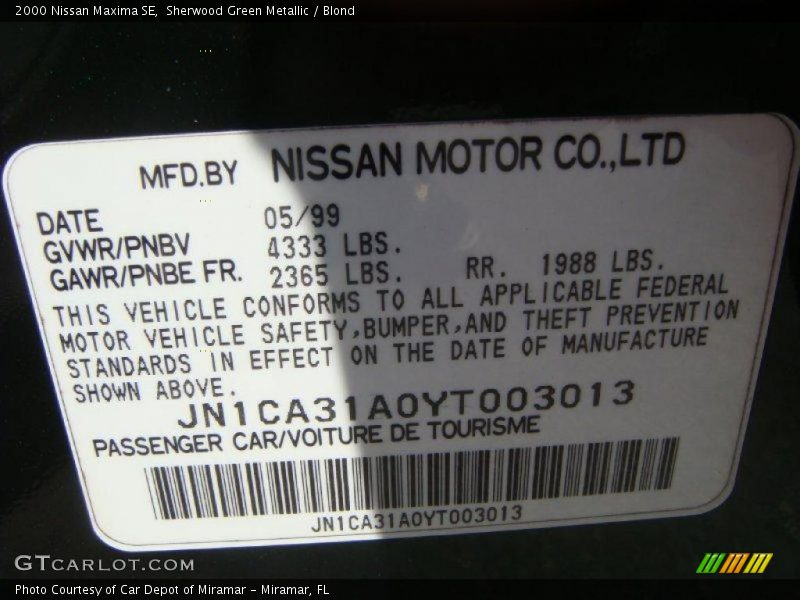 2000 Nissan Maxima SE,  Sherwood Green Metallic / Blond
MFD.BY NISSAN MOTOR CO.,LTD
DATE 05/99
GVWR/PNBV 4333 LBS.
GAWR/PNBE FR. 2365 LBS. RR. 1988 LBS.
THIS VEHICLE CONFORMS TO ALL APPLICABLE FEDERAL
MOTOR VEHICLE SAFETY,BUMPER,AND THEFT PREVENTION
STANDARDS IN EFFECT ON THE DATE OF MANUFACTURE
SHOWN ABOVE.
JN1CA31A0YT003013
PASSENGER CAR/VOITURE DE TOURISME
JN1CA31A0YT003013
GTCARLOT.COM
Photo Courtesy of Car Depot of Miramar – Miramar, FL